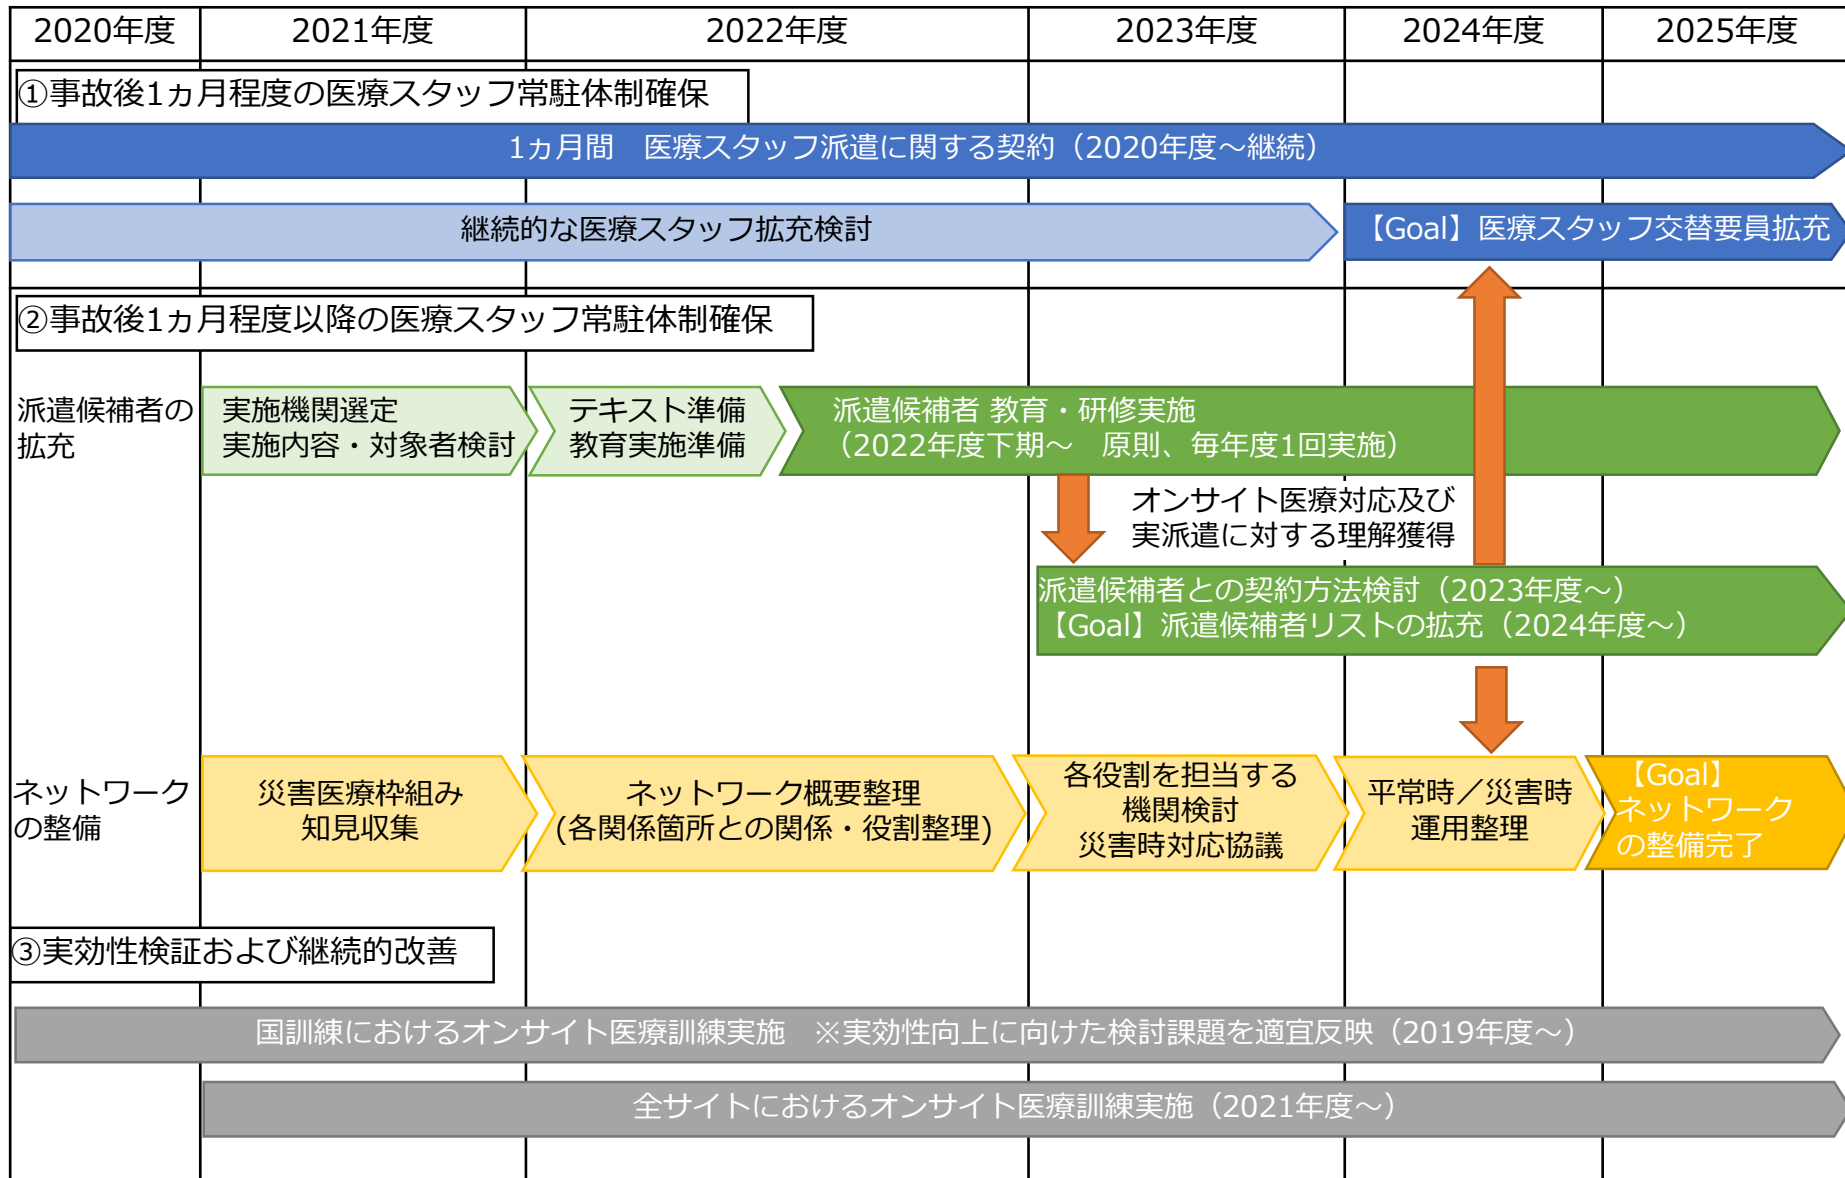 2020年度
2021年度
2022年度
2023年度
2024年度
2025年度
①事故後1ヵ月程度の医療スタッフ常駐体制確保
1ヵ月間　医療スタッフ派遣に関する契約（2020年度～継続）
継続的な医療スタッフ拡充検討
【Goal】医療スタッフ交替要員拡充
②事故後1ヵ月程度以降の医療スタッフ常駐体制確保
派遣候補者の
拡充
実施機関選定
実施内容・対象者検討
テキスト準備
教育実施準備
派遣候補者 教育・研修実施
（2022年度下期～　原則、毎年度1回実施）
オンサイト医療対応及び
実派遣に対する理解獲得
派遣候補者との契約方法検討（2023年度～）
【Goal】派遣候補者リストの拡充（2024年度～）
ネットワーク
の整備
災害医療枠組み
知見収集
ネットワーク概要整理
(各関係箇所との関係・役割整理)
各役割を担当する
機関検討
災害時対応協議
平常時／災害時
運用整理
【Goal】
ネットワーク
の整備完了
③実効性検証および継続的改善
国訓練におけるオンサイト医療訓練実施　※実効性向上に向けた検討課題を適宜反映（2019年度～）
全サイトにおけるオンサイト医療訓練実施（2021年度～）